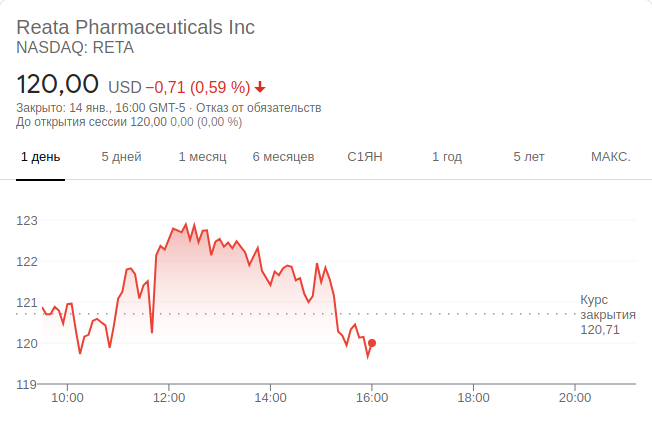 Reata Pharmaceuticals Inc
NASDAQ: RETA
120,00 USD −0,71 (0,59 %)
Закрыто: 14 янв., 16:00 GMT-5 · Отказ от обязательств
До открытия сессии 120,00 0,00 (0,00 %)
1 день 5 дней 1 месяц 6 месяцев С1ЯН 1 год 5 лет МАКС.
123
122
121
120
119
Курс
закрытия
120,71
10:00 12:00 14:00 16:00 18:00 20:00